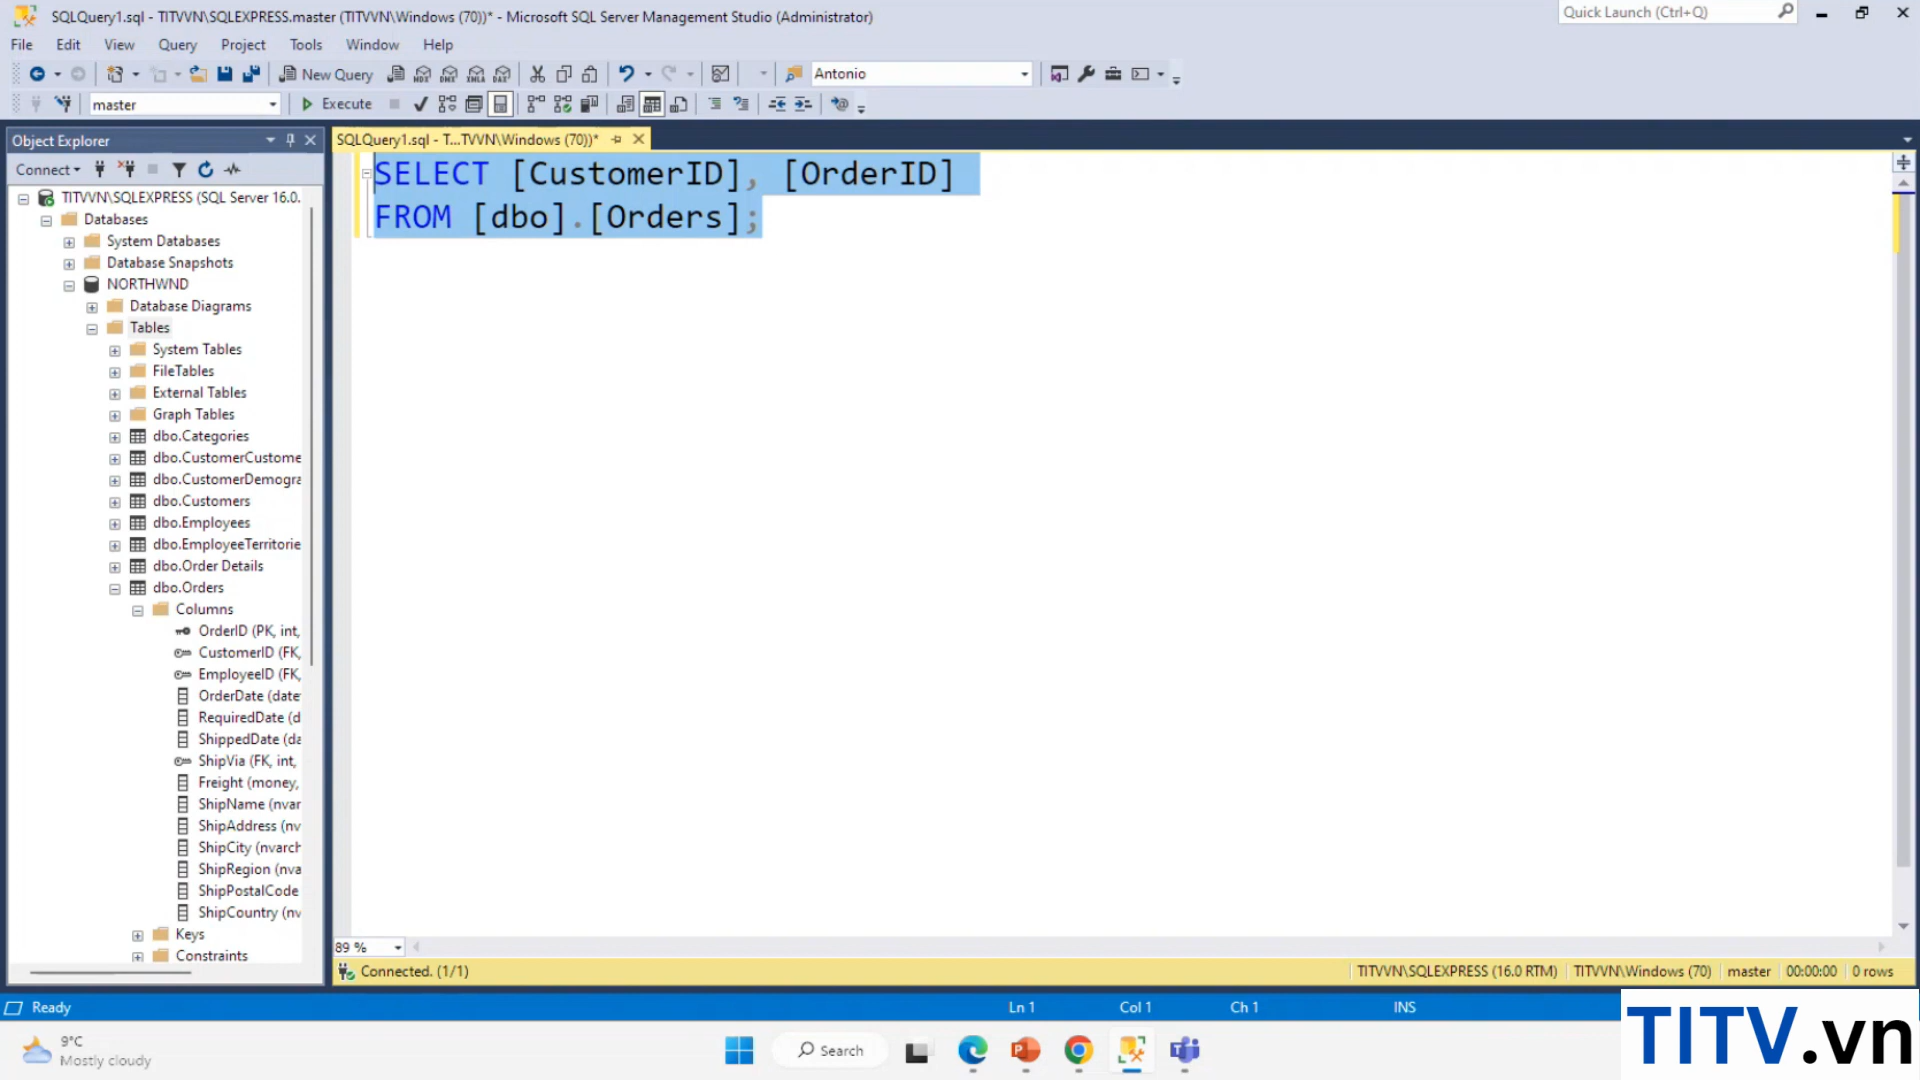 SQLQuery1.sql - TITVVN\SQLEXPRESS.master (TITVVN\Windows (70))* - Microsoft SQL Server Management Studio (Administrator)
Quick Launch (Ctrl+Q)
File Edit View Query Project Tools Window Help
New Query
MDX DMX XMLA DAX
Antonio
master
Execute
Object Explorer
SQLQuery1.sql - T...TVVN\Windows (70))*
Connect
TITVVN\SQLEXPRESS (SQL Server 16.0.
Databases
System Databases
Database Snapshots
NORTHWND
Database Diagrams
Tables
System Tables
FileTables
External Tables
Graph Tables
dbo.Categories
dbo.CustomerCustome
dbo.CustomerDemogra
dbo.Customers
dbo.Employees
dbo.EmployeeTerritorie
dbo.Order Details
dbo.Orders
Columns
OrderID (PK, int,
CustomerID (FK,
EmployeeID (FK,
OrderDate (date
RequiredDate (d
ShippedDate (da
ShipVia (FK, int,
Freight (money,
ShipName (nvar
ShipAddress (nv
ShipCity (nvarch
ShipRegion (nva
ShipPostalCode
ShipCountry (nv
Keys
Constraints
SELECT [CustomerID], [OrderID]
FROM [dbo].[Orders];
89 %
Connected. (1/1)
TITVVN\SQLEXPRESS (16.0 RTM) TITVVN\Windows (70) master 00:00:00 0 rows
Ready
Ln 1 Col 1 Ch 1 INS
9°C
Mostly cloudy
Search
TITV.vn